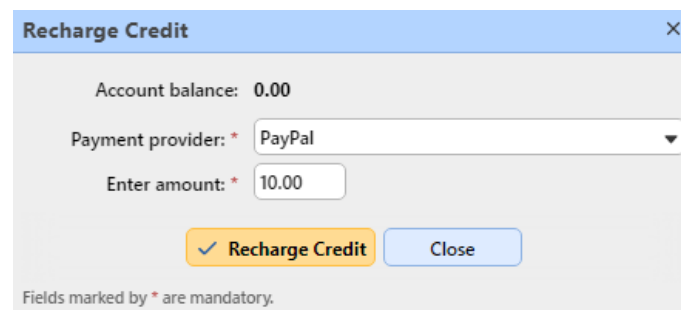 Recharge Credit ×
Account balance: 0.00
Payment provider: * PayPal
Enter amount: * 10.00
Recharge Credit Close
Fields marked by * are mandatory.